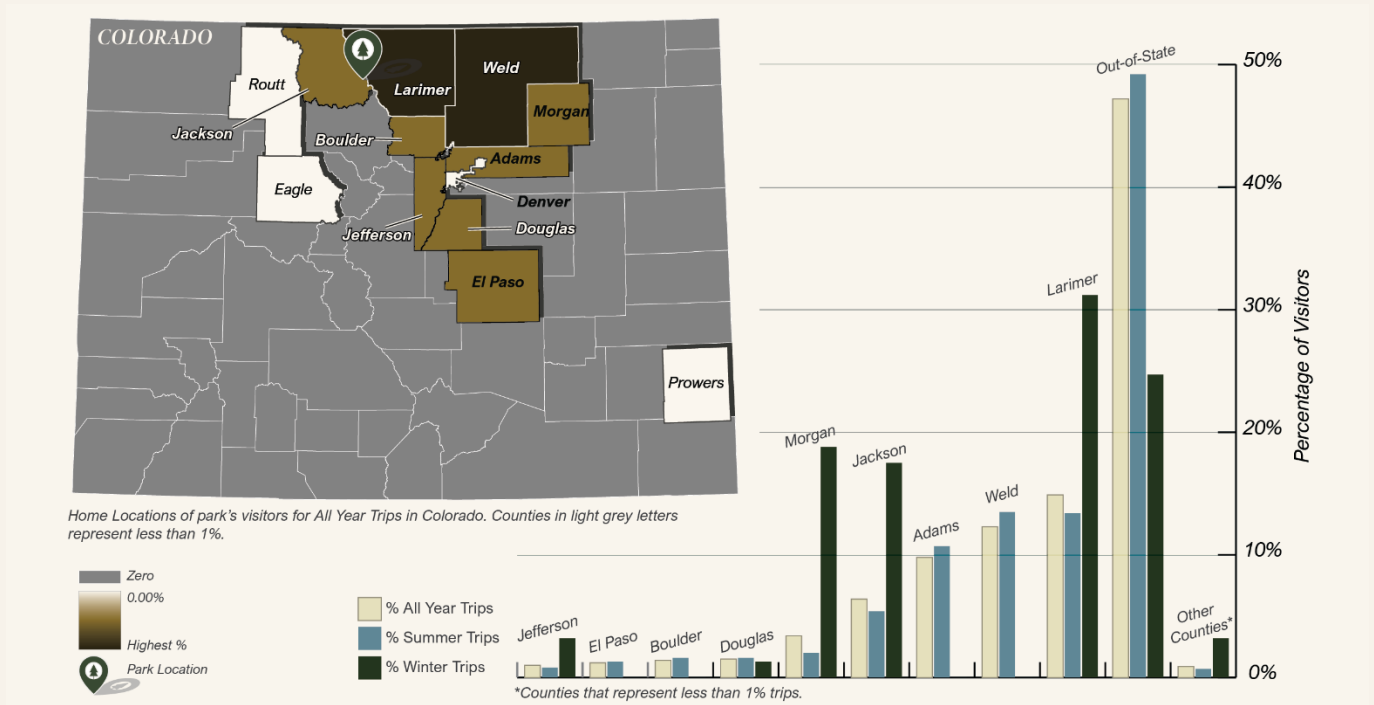 COLORADO
Routt
Larimer
Weld
Morgan
Jackson
Boulder
Adams
Eagle
Denver
Jefferson
Douglas
El Paso
Prowers
Home Locations of park's visitors for All Year Trips in Colorado. Counties in light grey letters
represent less than 1%.
Zero
0.00%
Highest %
Park Location
% All Year Trips
% Summer Trips
% Winter Trips
Jefferson
El Paso
Boulder
Douglas
Morgan
Jackson
Adams
Weld
Larimer
Out-of-State
Other
Counties*
50%
40%
30%
20%
10%
0%
Percentage of Visitors
*Counties that represent less than 1% trips.